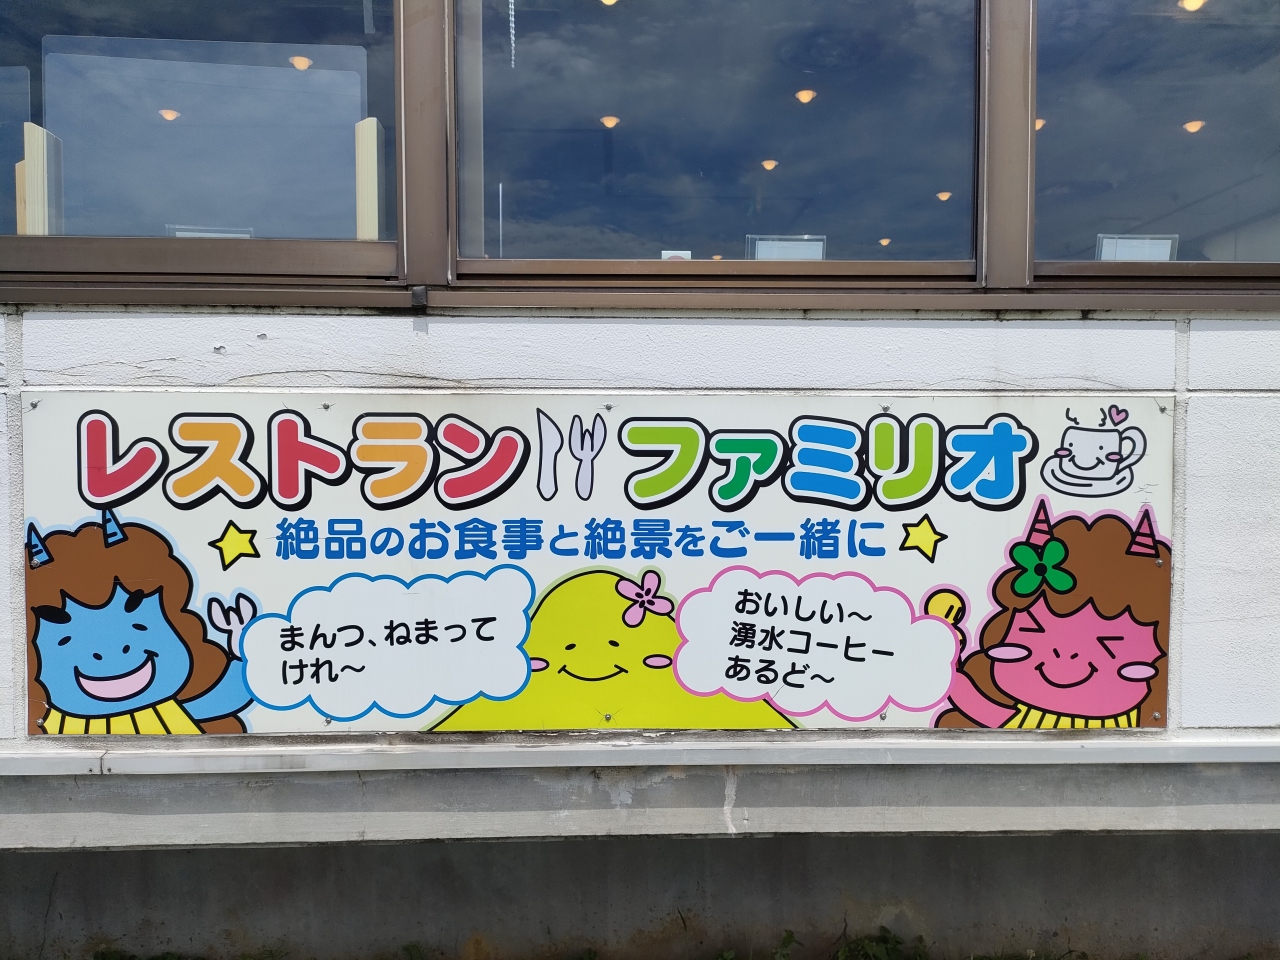 レストラン ファミリオ
絶品のお食事と絶景をご一緒に
まんつ、ねまって
けれ〜
おいしい〜
湧水コーヒー
あるど〜